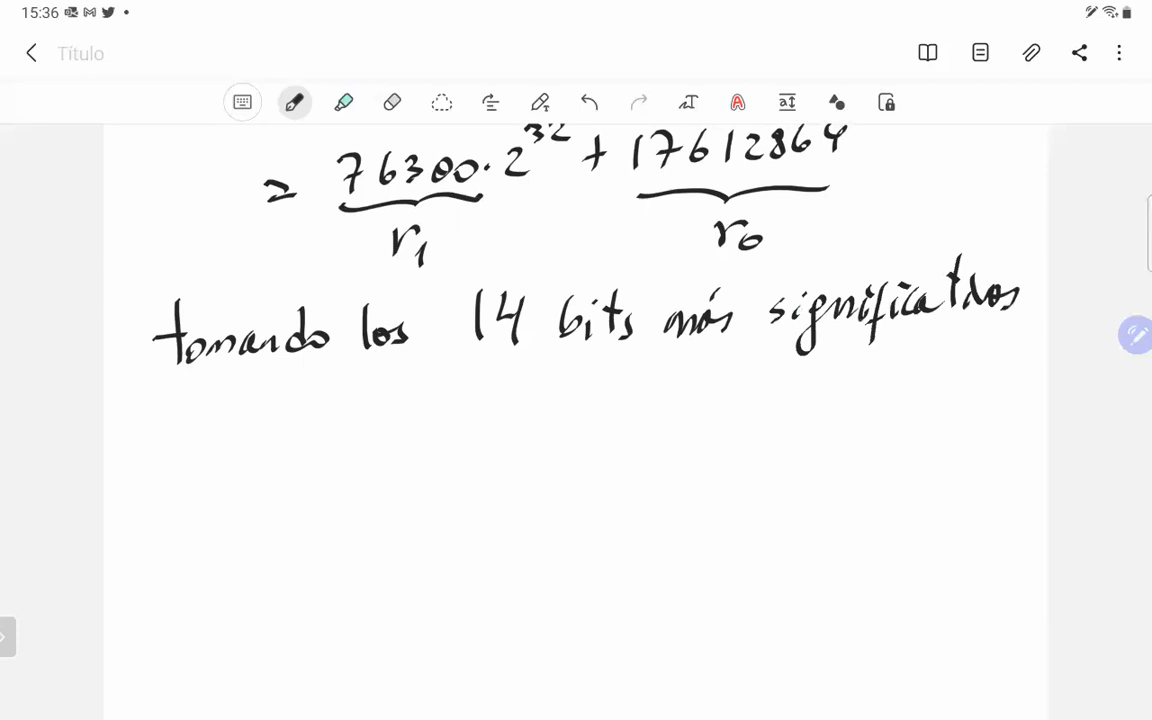 15:36
Título
= 76300·2^32 + 17612864
r1 r0
tomando los 14 bits más significativos